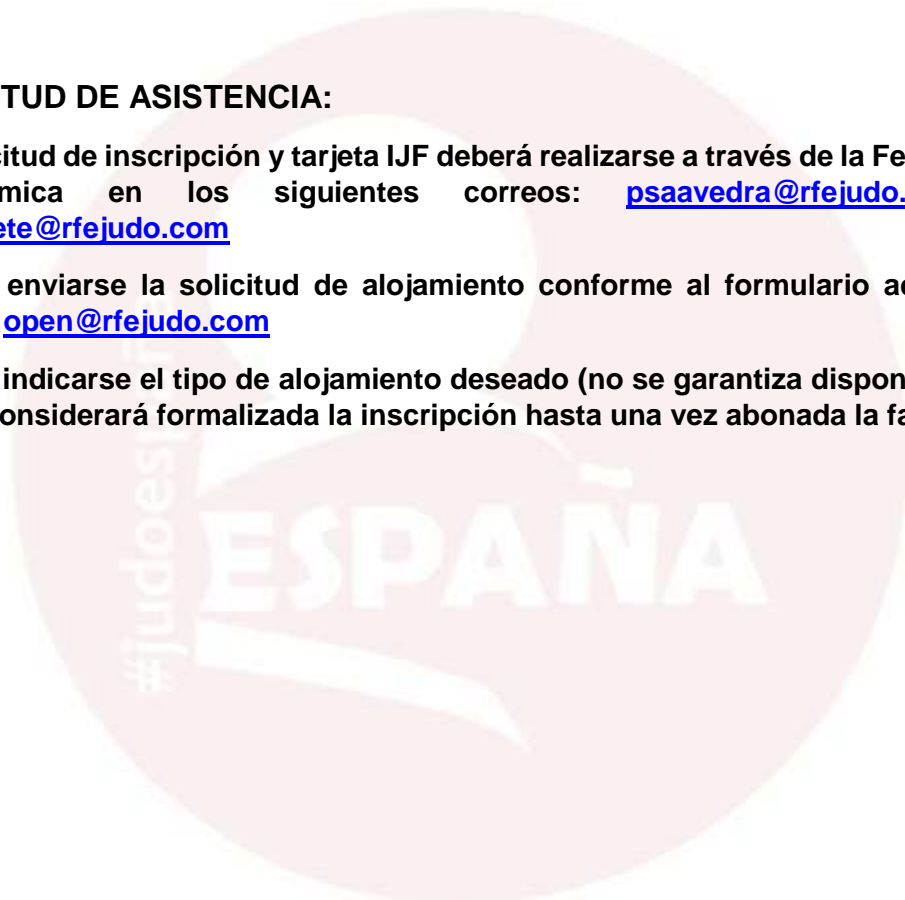 TUD DE ASISTENCIA:
citud de inscripción y tarjeta IJF deberá realizarse a través de la Fe
mica en los siguientes correos: psaavedra@rfejudo.
ete@rfejudo.com
enviarse la solicitud de alojamiento conforme al formulario a
open@rfejudo.com
indicarse el tipo de alojamiento deseado (no se garantiza dispon
onsiderará formalizada la inscripción hasta una vez abonada la fa
#judoespaña
ESPAÑA